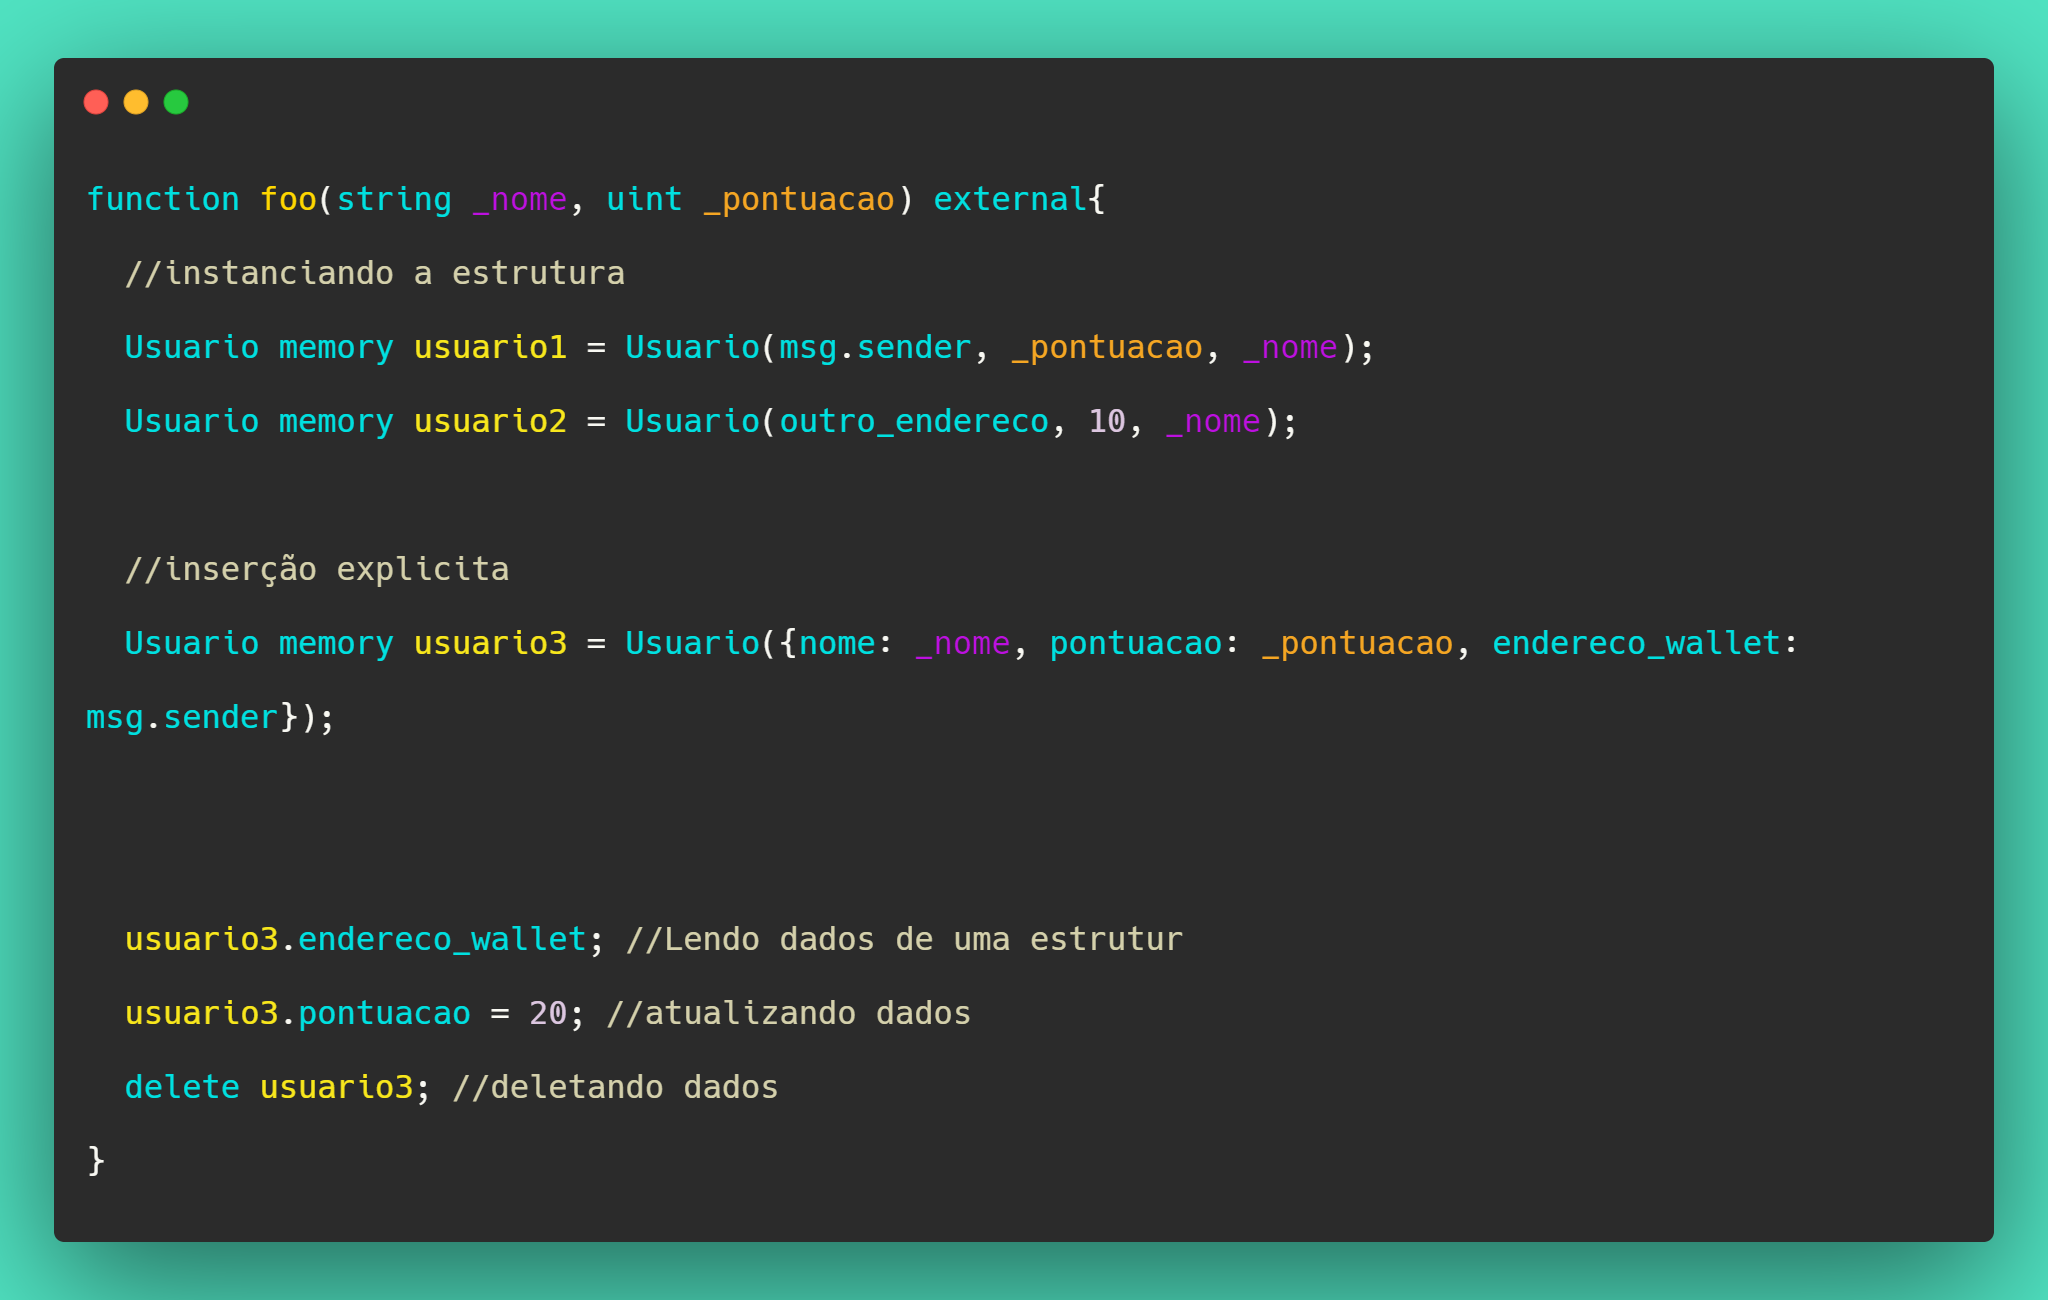 function foo(string _nome, uint _pontuacao) external{
//instanciando a estrutura
Usuario memory usuario1 = Usuario(msg.sender, _pontuacao, _nome);
Usuario memory usuario2 = Usuario(outro_endereco, 10, _nome);
//inserção explicita
Usuario memory usuario3 = Usuario({nome: _nome, pontuacao: _pontuacao, endereco_wallet:
msg.sender});
usuario3.endereco_wallet; //Lendo dados de uma estrutur
usuario3.pontuacao = 20; //atualizando dados
delete usuario3; //deletando dados
}